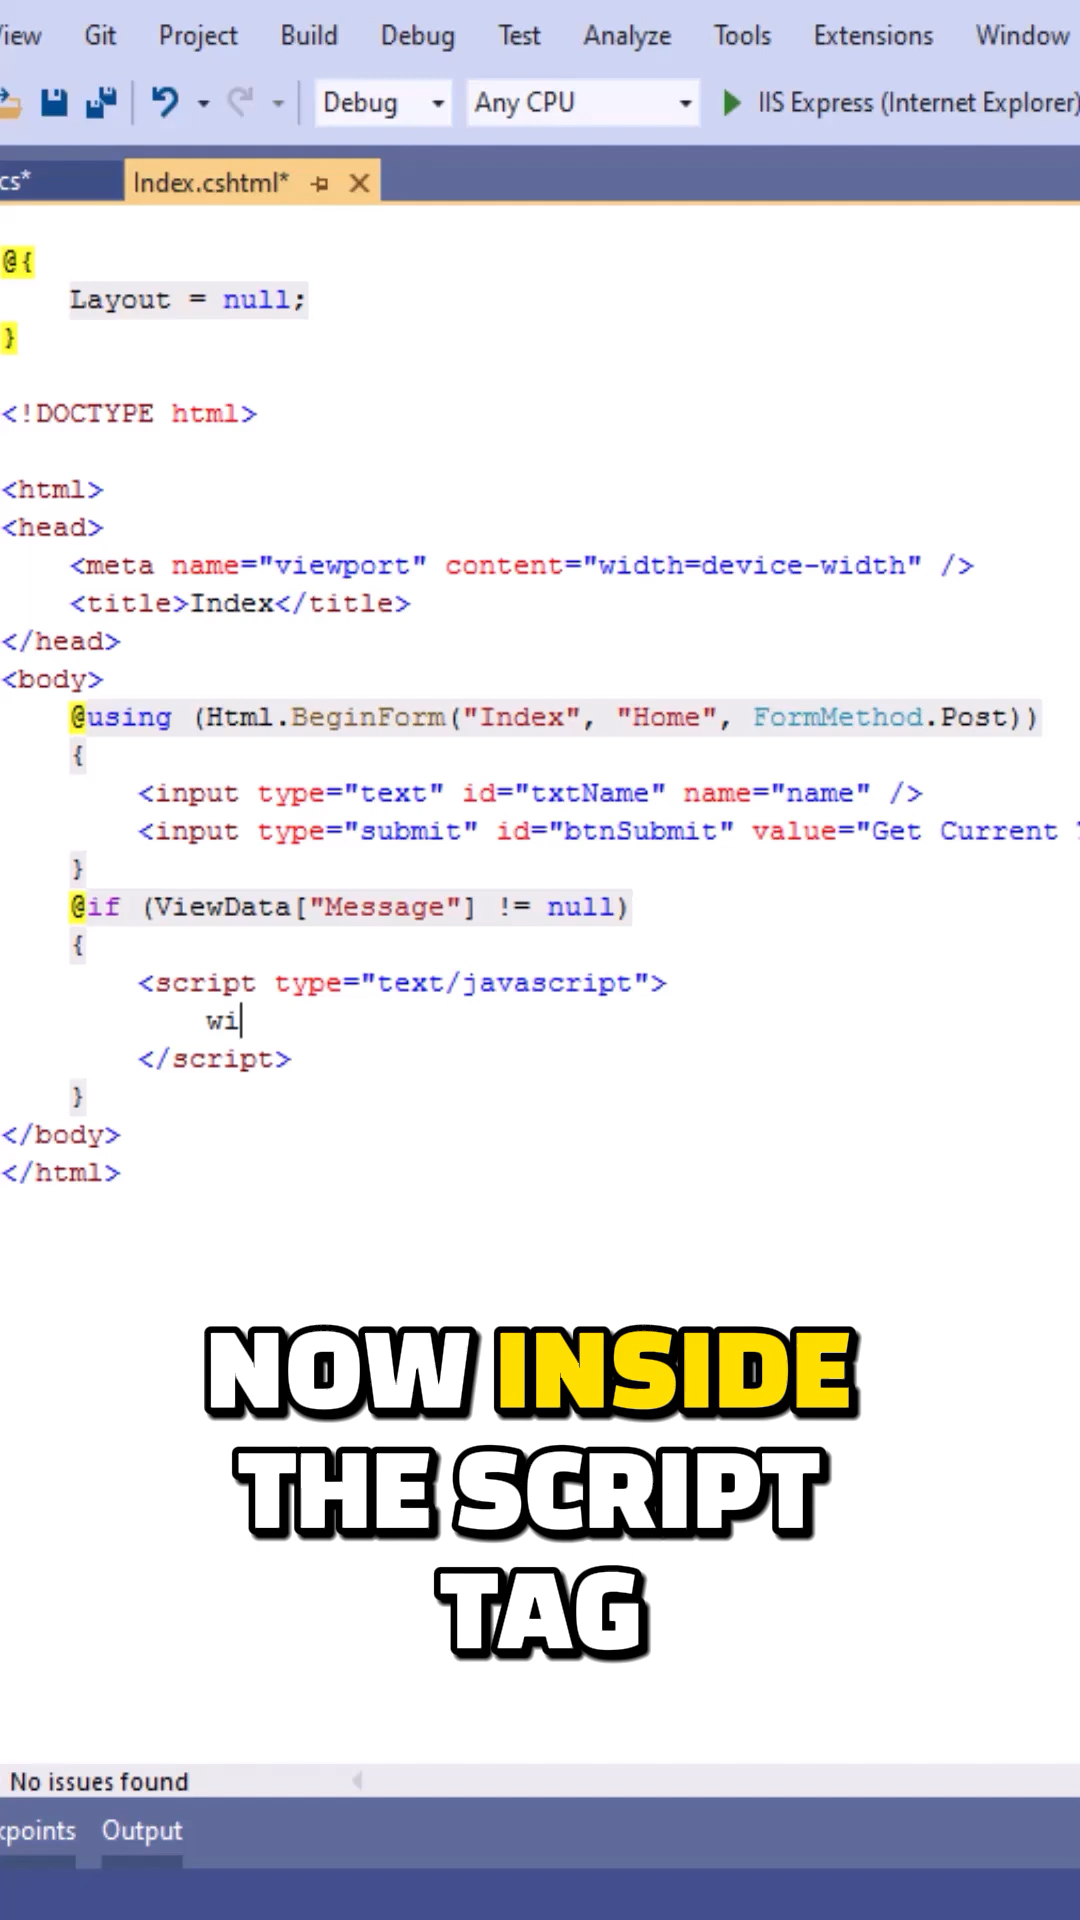 View Git Project Build Debug Test Analyze Tools Extensions Window
Debug Any CPU IIS Express (Internet Explorer)
cs* Index.cshtml*
@{
Layout = null;
}
<!DOCTYPE html>
<html>
<head>
<meta name="viewport" content="width=device-width" />
<title>Index</title>
</head>
<body>
@using (Html.BeginForm("Index", "Home", FormMethod.Post))
{
<input type="text" id="txtName" name="name" />
<input type="submit" id="btnSubmit" value="Get Current
}
@if (ViewData["Message"] != null)
{
<script type="text/javascript">
wi
</script>
}
</body>
</html>
NOW INSIDE
THE SCRIPT
TAG
No issues found
kpoints Output